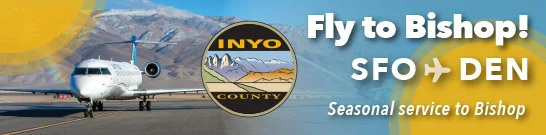 INYO
COUNTY
Fly to Bishop!
SFO DEN
Seasonal service to Bishop